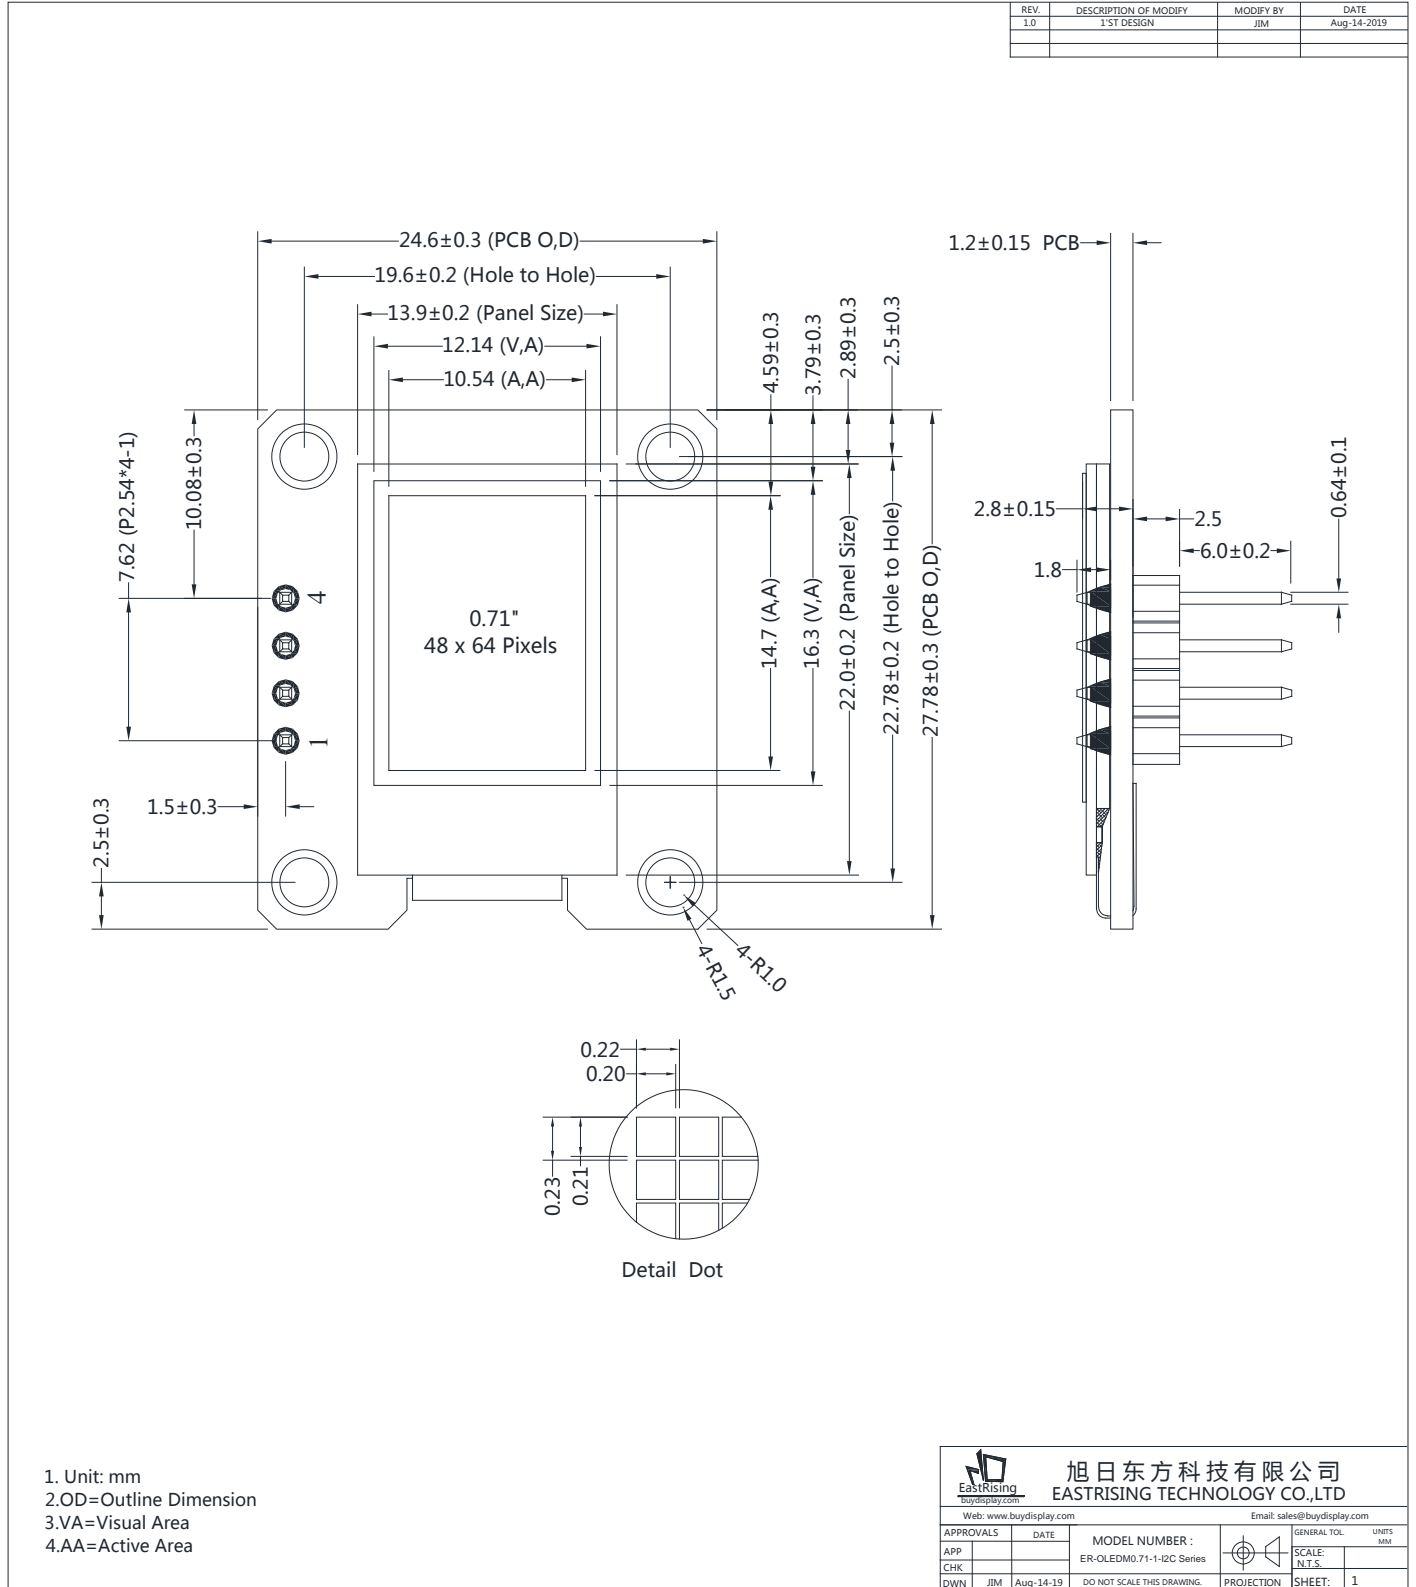 REV. DESCRIPTION OF MODIFY MODIFY BY DATE
1.0 1'ST DESIGN JIM Aug-14-2019
24.6±0.3 (PCB O,D)
19.6±0.2 (Hole to Hole)
13.9±0.2 (Panel Size)
12.14 (V,A)
10.54 (A,A)
4.59±0.3
3.79±0.3
2.89±0.3
2.5±0.3
1.2±0.15 PCB
7.62 (P2.54*4-1)
10.08±0.3
4
1
0.71"
48 x 64 Pixels
14.7 (A,A)
16.3 (V,A)
22.0±0.2 (Panel Size)
22.78±0.2 (Hole to Hole)
27.78±0.3 (PCB O,D)
2.8±0.15
2.5
6.0±0.2
0.64±0.1
1.8
1.5±0.3
2.5±0.3
4-R1.5
4-R1.0
0.22
0.20
0.23
0.21
Detail Dot
1. Unit: mm
2.OD=Outline Dimension
3.VA=Visual Area
4.AA=Active Area
EastRising
buydisplay.com
旭日东方科技有限公司
EASTRISING TECHNOLOGY CO.,LTD
Web: www.buydisplay.com Email: sales@buydisplay.com
APPROVALS DATE
APP
CHK
DWN JIM Aug-14-19
MODEL NUMBER :
ER-OLEDM0.71-1-I2C Series
DO NOT SCALE THIS DRAWING.
PROJECTION
GENERAL TOL. UNITS
MM
SCALE:
N.T.S.
SHEET: 1